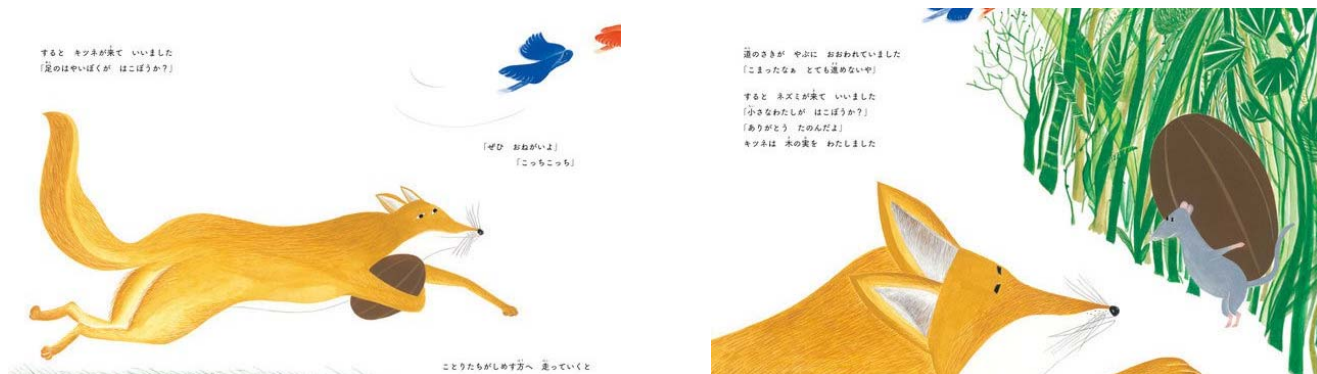 すると　キツネが来て　いいました
「足のはやいぼくが　はこぼうか？」
「ぜひ　おねがいよ」
「こっちこっち」
ことりたちがしめす方へ　走っていくと
道のさきが　やぶに　おおわれていました
「こまったなぁ　とても進めないや」
すると　ネズミが来て　いいました
「小さなわたしが　はこぼうか？」
「ありがとう　たのんだよ」
キツネは　木の実を　わたしました